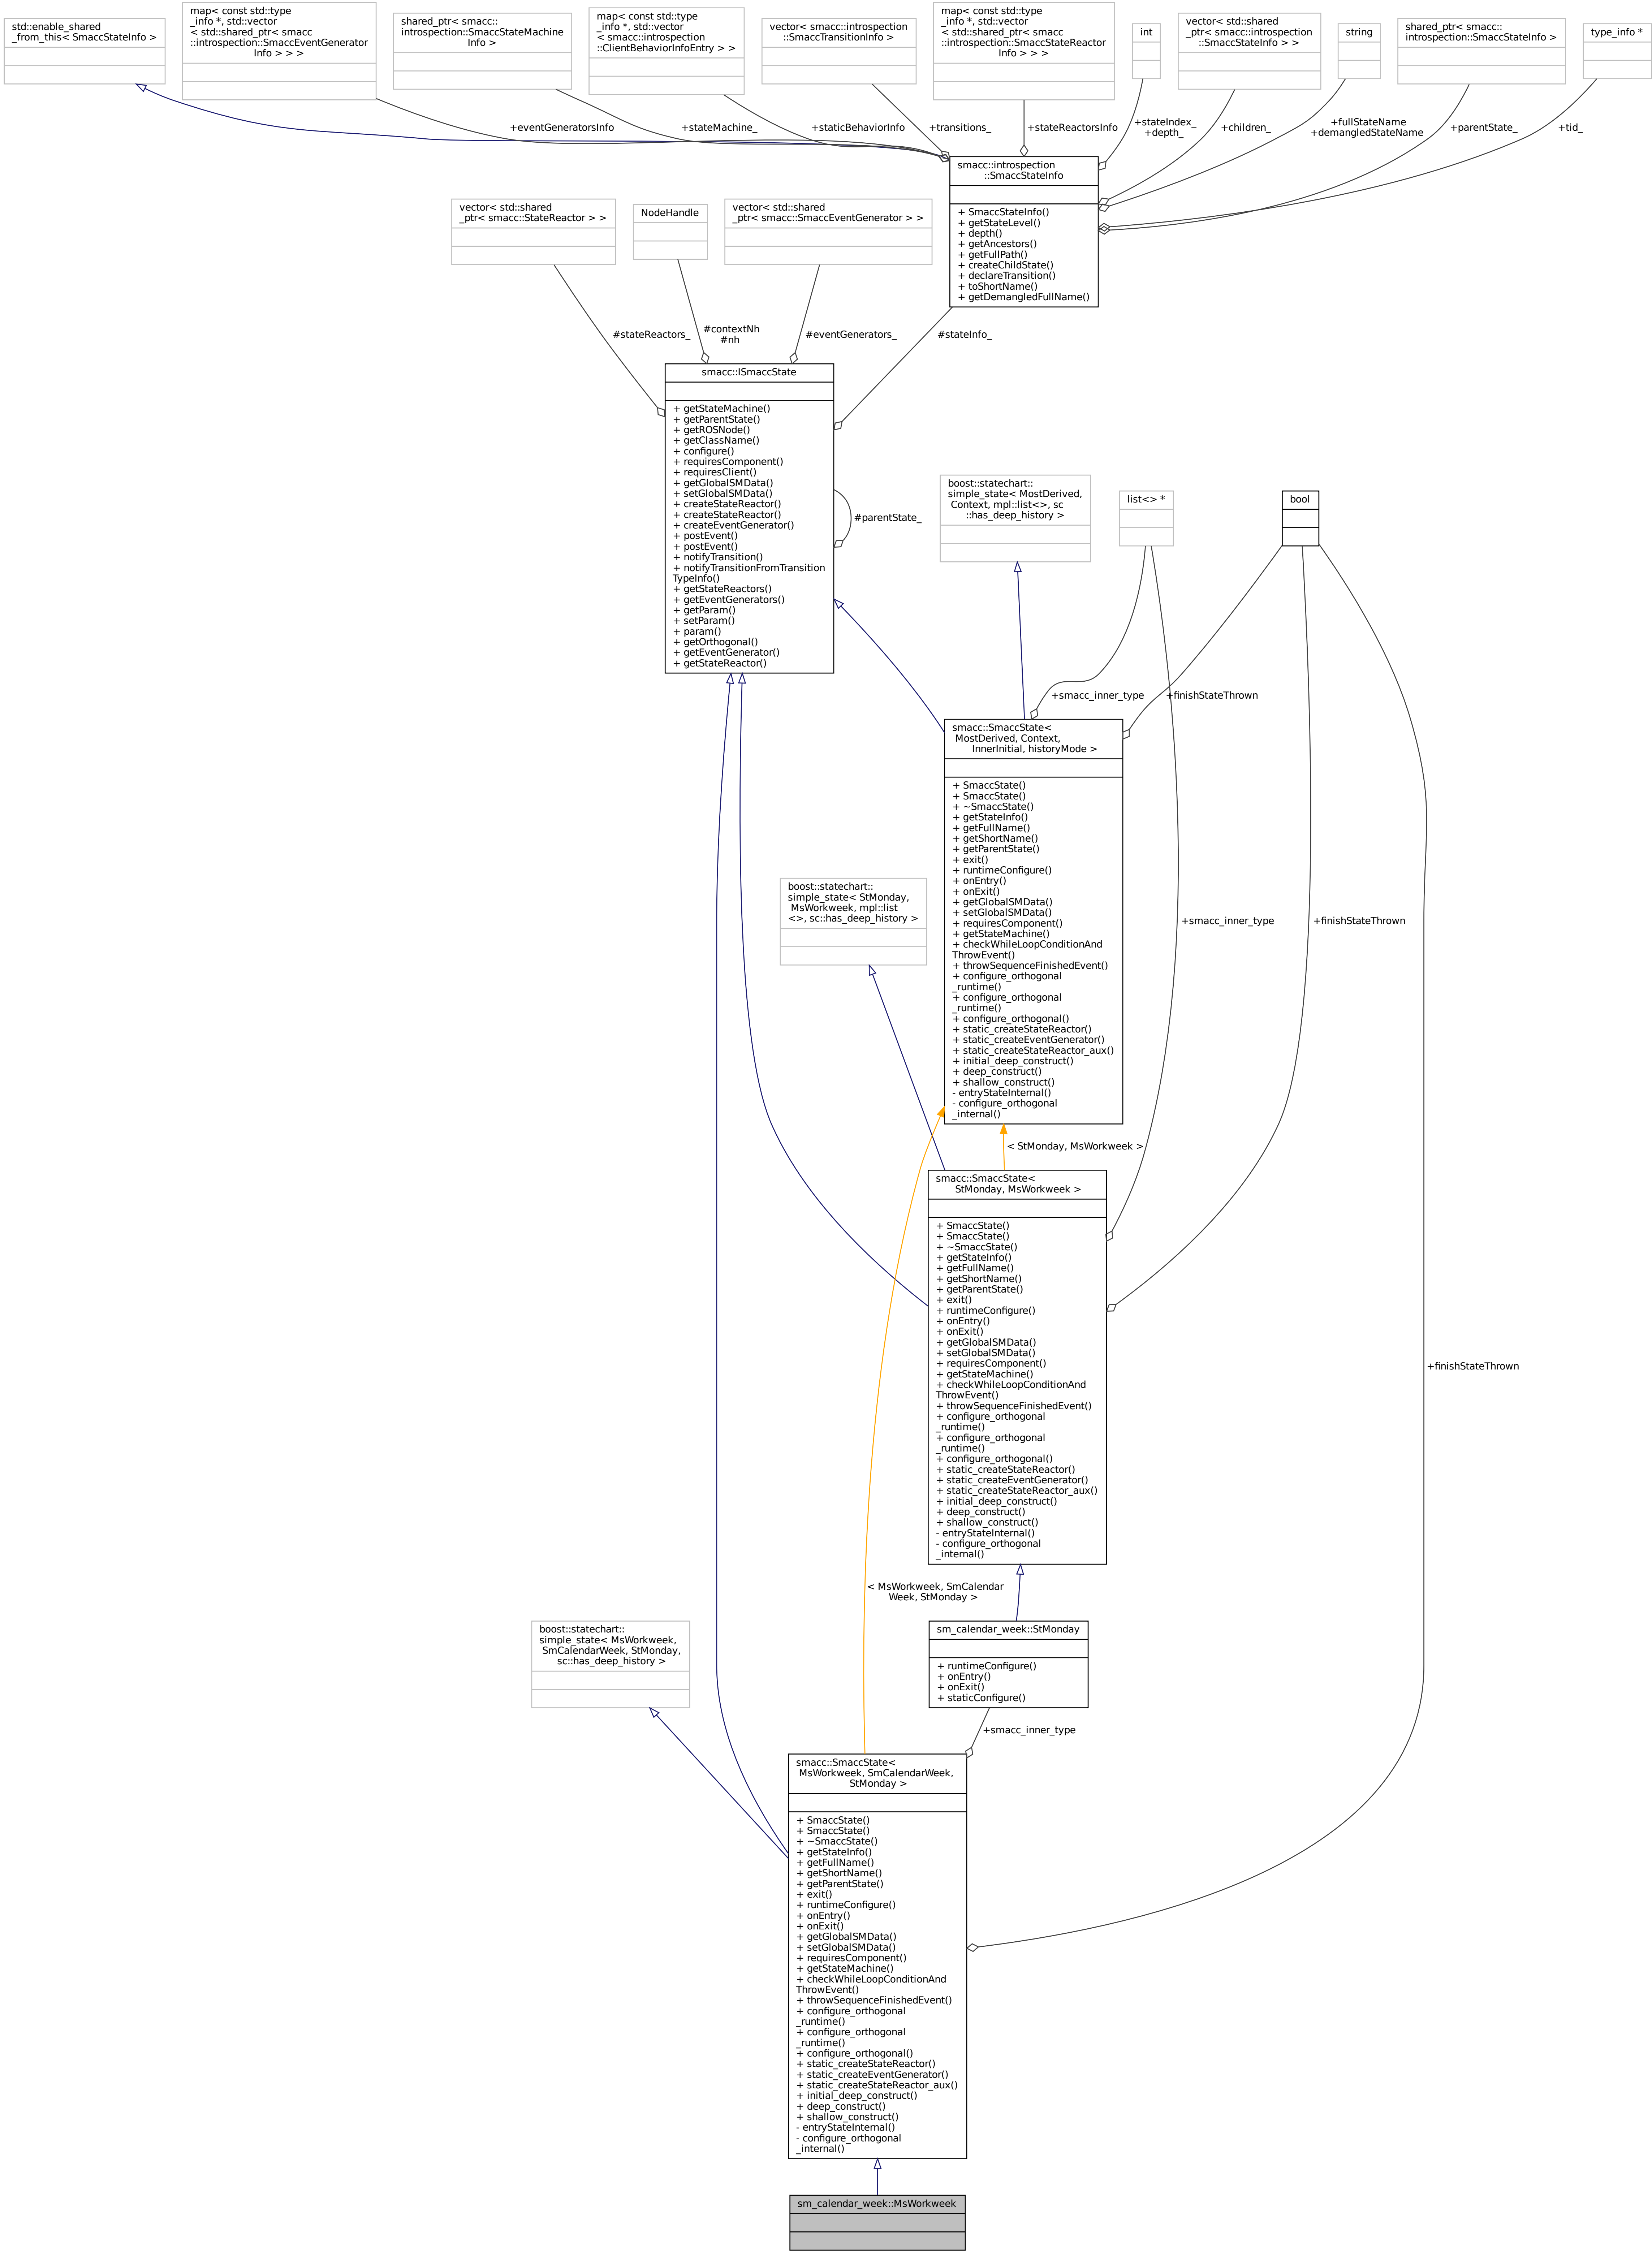 std::enable_shared
_from_this< SmaccStateInfo >
map< const std::type
_info *, std::vector
< std::shared_ptr< smacc
::introspection::SmaccEventGenerator
Info > > >
shared_ptr< smacc::
introspection::SmaccStateMachine
Info >
map< const std::type
_info *, std::vector
< smacc::introspection
::ClientBehaviorInfoEntry > >
vector< smacc::introspection
::SmaccTransitionInfo >
map< const std::type
_info *, std::vector
< std::shared_ptr< smacc
::introspection::SmaccStateReactor
Info > > >
int
vector< std::shared
_ptr< smacc::introspection
::SmaccStateInfo > >
string
shared_ptr< smacc::
introspection::SmaccStateInfo >
type_info *
+eventGeneratorsInfo
+stateMachine_
+staticBehaviorInfo
+transitions_
+stateReactorsInfo
+stateIndex_
+depth_
+children_
+fullStateName
+demangledStateName
+parentState_
+tid_
smacc::introspection
::SmaccStateInfo
+ SmaccStateInfo()
+ getStateLevel()
+ depth()
+ getAncestors()
+ getFullPath()
+ createChildState()
+ declareTransition()
+ toShortName()
+ getDemangledFullName()
vector< std::shared
_ptr< smacc::StateReactor > >
NodeHandle
vector< std::shared
_ptr< smacc::SmaccEventGenerator > >
#stateReactors_
#contextNh
#nh
#eventGenerators_
#stateInfo_
smacc::ISmaccState
+ getStateMachine()
+ getParentState()
+ getROSNode()
+ getClassName()
+ configure()
+ requiresComponent()
+ requiresClient()
+ getGlobalSMData()
+ setGlobalSMData()
+ createStateReactor()
+ createStateReactor()
+ createEventGenerator()
+ postEvent()
+ postEvent()
+ notifyTransition()
+ notifyTransitionFromTransition
TypeInfo()
+ getStateReactors()
+ getEventGenerators()
+ getParam()
+ setParam()
+ param()
+ getOrthogonal()
+ getEventGenerator()
+ getStateReactor()
#parentState_
boost::statechart::
simple_state< MostDerived,
Context, mpl::list<>, sc
::has_deep_history >
list<> *
bool
+smacc_inner_type
+finishStateThrown
smacc::SmaccState<
MostDerived, Context,
InnerInitial, historyMode >
+ SmaccState()
+ SmaccState()
+ ~SmaccState()
+ getStateInfo()
+ getFullName()
+ getShortName()
+ getParentState()
+ exit()
+ runtimeConfigure()
+ onEntry()
+ onExit()
+ getGlobalSMData()
+ setGlobalSMData()
+ requiresComponent()
+ getStateMachine()
+ checkWhileLoopConditionAnd
ThrowEvent()
+ throwSequenceFinishedEvent()
+ configure_orthogonal
_runtime()
+ configure_orthogonal
_runtime()
+ configure_orthogonal()
+ static_createStateReactor()
+ static_createEventGenerator()
+ static_createStateReactor_aux()
+ initial_deep_construct()
+ deep_construct()
+ shallow_construct()
- entryStateInternal()
- configure_orthogonal
_internal()
boost::statechart::
simple_state< StMonday,
MsWorkweek, mpl::list
<>, sc::has_deep_history >
+smacc_inner_type
+finishStateThrown
< StMonday, MsWorkweek >
smacc::SmaccState<
StMonday, MsWorkweek >
+ SmaccState()
+ SmaccState()
+ ~SmaccState()
+ getStateInfo()
+ getFullName()
+ getShortName()
+ getParentState()
+ exit()
+ runtimeConfigure()
+ onEntry()
+ onExit()
+ getGlobalSMData()
+ setGlobalSMData()
+ requiresComponent()
+ getStateMachine()
+ checkWhileLoopConditionAnd
ThrowEvent()
+ throwSequenceFinishedEvent()
+ configure_orthogonal
_runtime()
+ configure_orthogonal
_runtime()
+ configure_orthogonal()
+ static_createStateReactor()
+ static_createEventGenerator()
+ static_createStateReactor_aux()
+ initial_deep_construct()
+ deep_construct()
+ shallow_construct()
- entryStateInternal()
- configure_orthogonal
_internal()
+finishStateThrown
< MsWorkweek, SmCalendar
Week, StMonday >
boost::statechart::
simple_state< MsWorkweek,
SmCalendarWeek, StMonday,
sc::has_deep_history >
sm_calendar_week::StMonday
+ runtimeConfigure()
+ onEntry()
+ onExit()
+ staticConfigure()
+smacc_inner_type
smacc::SmaccState<
MsWorkweek, SmCalendarWeek,
StMonday >
+ SmaccState()
+ SmaccState()
+ ~SmaccState()
+ getStateInfo()
+ getFullName()
+ getShortName()
+ getParentState()
+ exit()
+ runtimeConfigure()
+ onEntry()
+ onExit()
+ getGlobalSMData()
+ setGlobalSMData()
+ requiresComponent()
+ getStateMachine()
+ checkWhileLoopConditionAnd
ThrowEvent()
+ throwSequenceFinishedEvent()
+ configure_orthogonal
_runtime()
+ configure_orthogonal
_runtime()
+ configure_orthogonal()
+ static_createStateReactor()
+ static_createEventGenerator()
+ static_createStateReactor_aux()
+ initial_deep_construct()
+ deep_construct()
+ shallow_construct()
- entryStateInternal()
- configure_orthogonal
_internal()
sm_calendar_week::MsWorkweek